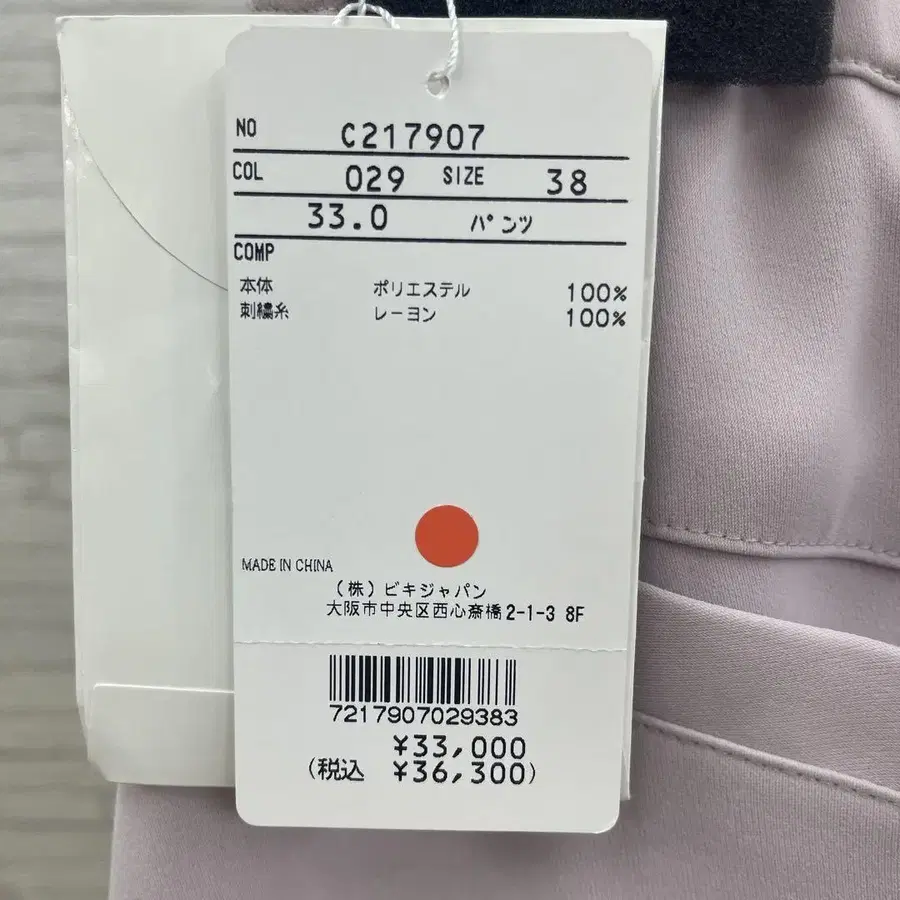 NO C217907
COL 029 SIZE 38
33.0 パンツ
COMP
本体 ポリエステル 100%
刺繍糸 レーヨン 100%
MADE IN CHINA
(株)ビキジャパン
大阪市中央区西心斎橋2-1-3 8F
7217907029383
¥33,000
(税込 ¥36,300)